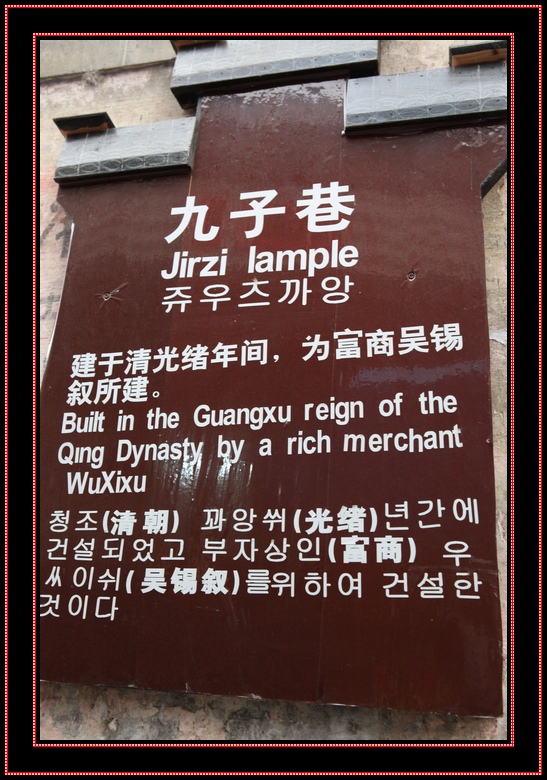 九子巷
Jirzi lample
쥬우츠까앙
建于清光绪年间，为富商吴锡
叙所建。
Built in the Guangxu reign of the
Qing Dynasty by a rich merchant
WuXixu
청조(清朝) 꽈앙쒸(光绪)년간에
건설되었고 부자상인(富商) 우
씨이쉬(吴锡叙)를위하여 건설한
것이다